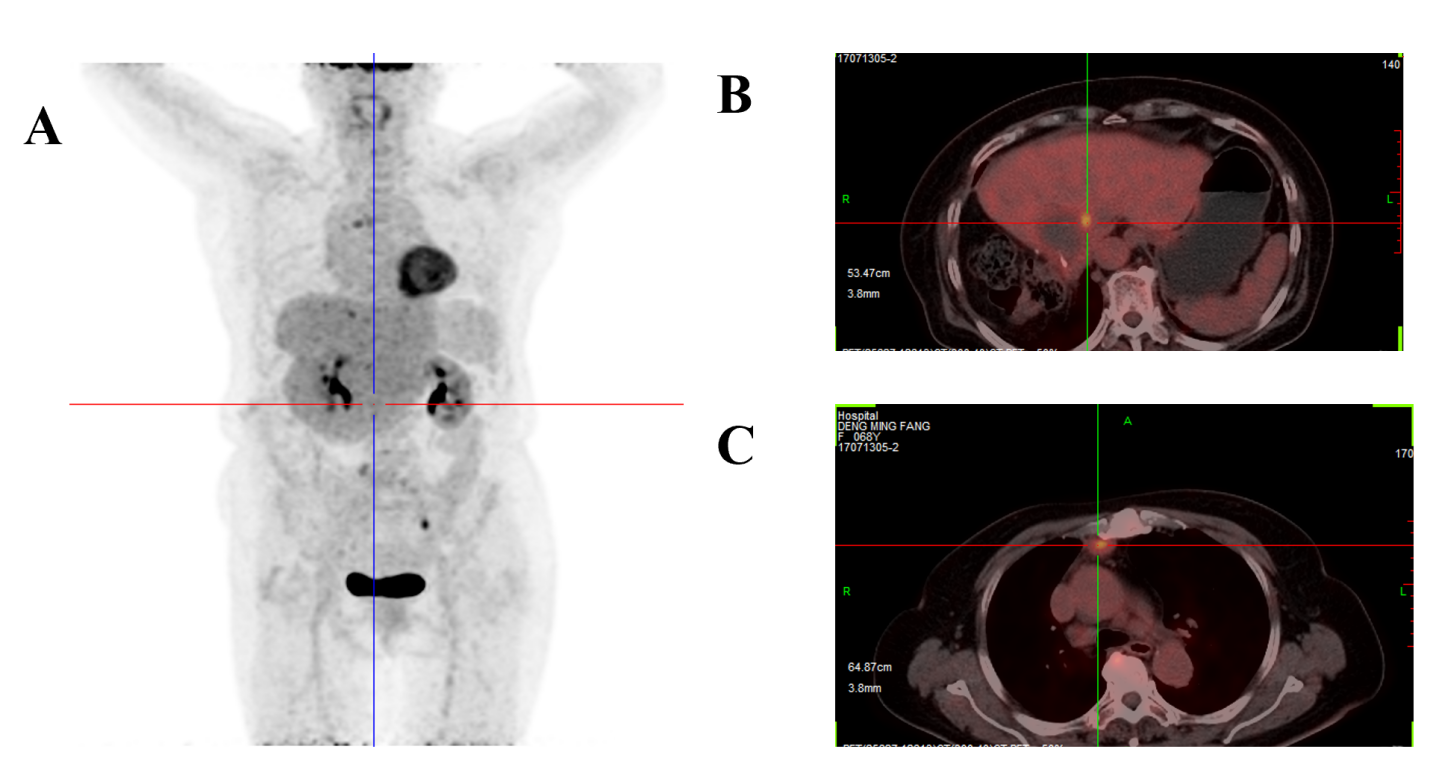 A
B
17071305-2
140
R
L
53.47cm
3.8mm
C
Hospital
DENG MING FANG
F 068Y
17071305-2
A
170
R
L
64.87cm
3.8mm